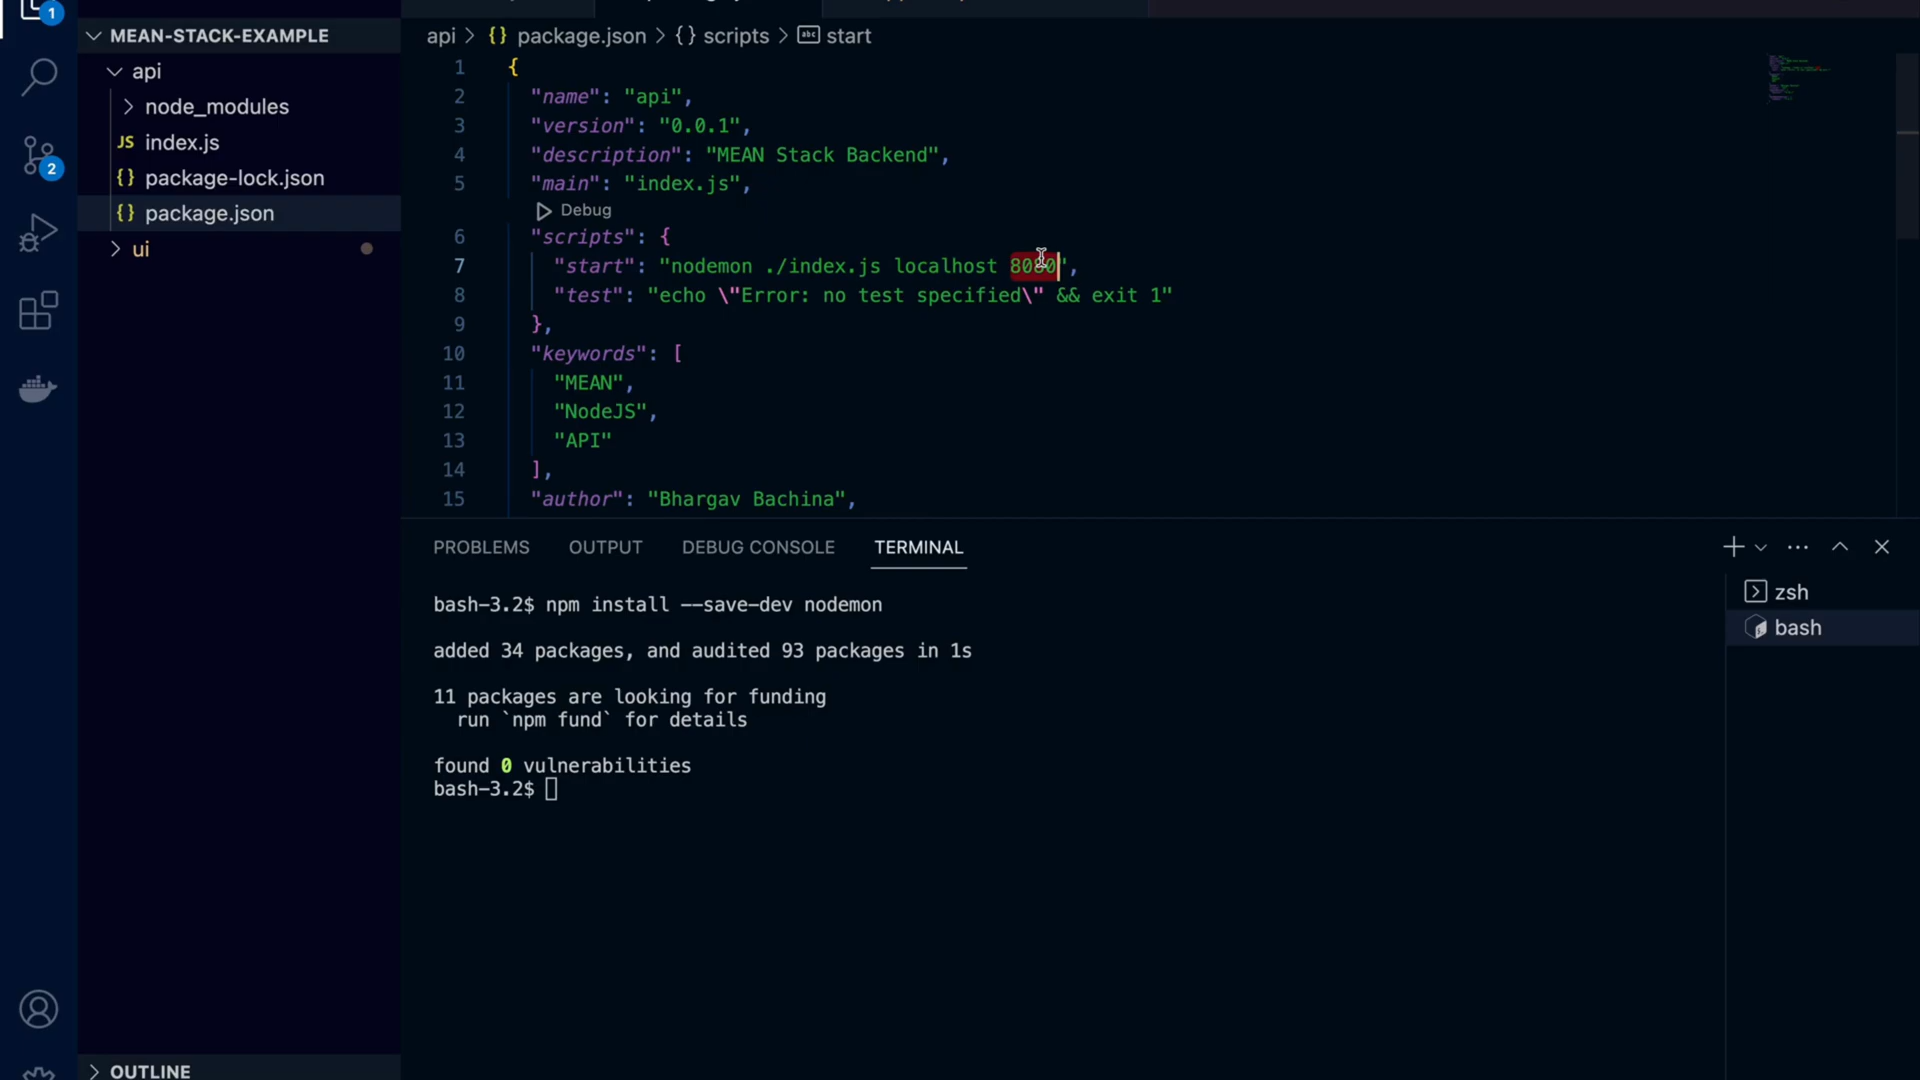 1
MEAN-STACK-EXAMPLE
api
node_modules
JS index.js
{} package-lock.json
{} package.json
ui
2
OUTLINE
api > {} package.json > {} scripts > abc start
1 {
2 "name": "api",
3 "version": "0.0.1",
4 "description": "MEAN Stack Backend",
5 "main": "index.js",
Debug
6 "scripts": {
7 "start": "nodemon ./index.js localhost 8080",
8 "test": "echo \"Error: no test specified\" && exit 1"
9 },
10 "keywords": [
11 "MEAN",
12 "NodeJS",
13 "API"
14 ],
15 "author": "Bhargav Bachina",
PROBLEMS OUTPUT DEBUG CONSOLE TERMINAL
bash-3.2$ npm install --save-dev nodemon
added 34 packages, and audited 93 packages in 1s
11 packages are looking for funding
run `npm fund` for details
found 0 vulnerabilities
bash-3.2$
zsh
bash